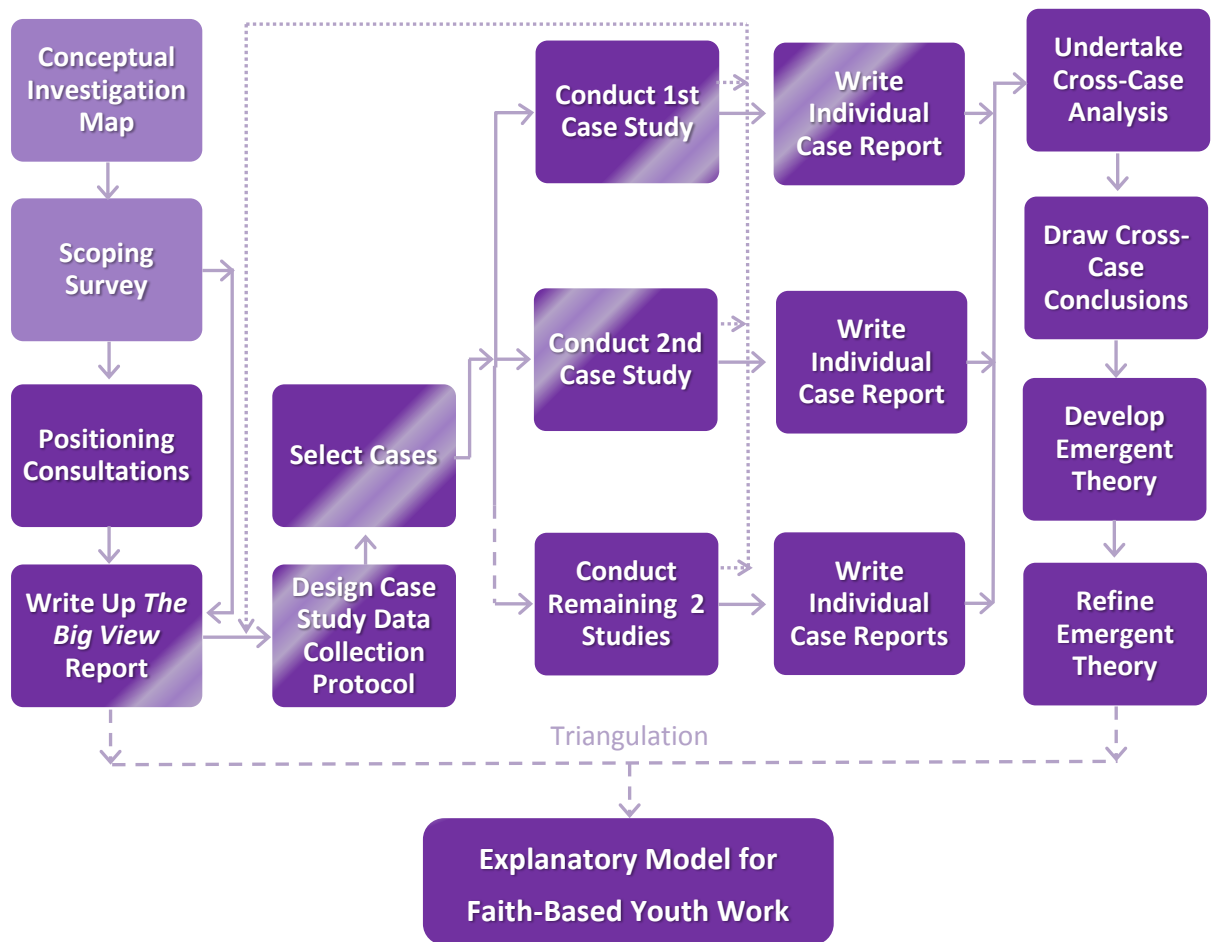 Conceptual
Investigation
Map
Scoping
Survey
Positioning
Consultations
Write Up The
Big View
Report
Select Cases
Design Case
Study Data
Collection
Protocol
Conduct 1st
Case Study
Conduct 2nd
Case Study
Conduct
Remaining 2
Studies
Write
Individual
Case Report
Write
Individual
Case Report
Write
Individual
Case Reports
Undertake
Cross-Case
Analysis
Draw Cross-
Case
Conclusions
Develop
Emergent
Theory
Refine
Emergent
Theory
Triangulation
Explanatory Model for
Faith-Based Youth Work